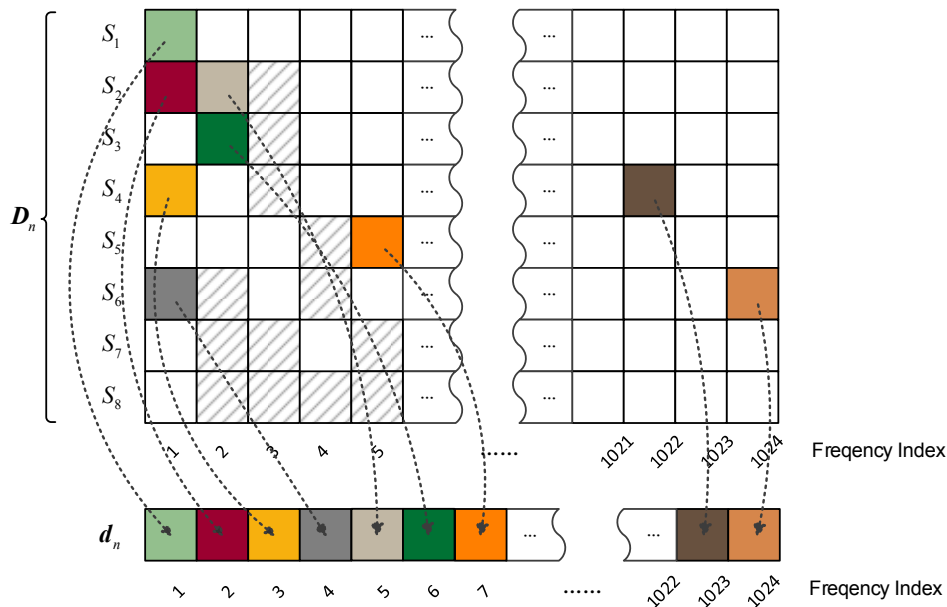 S1 ...
S2 ...
S3 ...
S4 ...
Dn
S5 ...
S6 ...
S7 ...
S8 ...
1 2 3 4 5 ...... 1021 1022 1023 1024 Freqency Index
dn ... ...
1 2 3 4 5 6 7 ...... 1022 1023 1024 Freqency Index